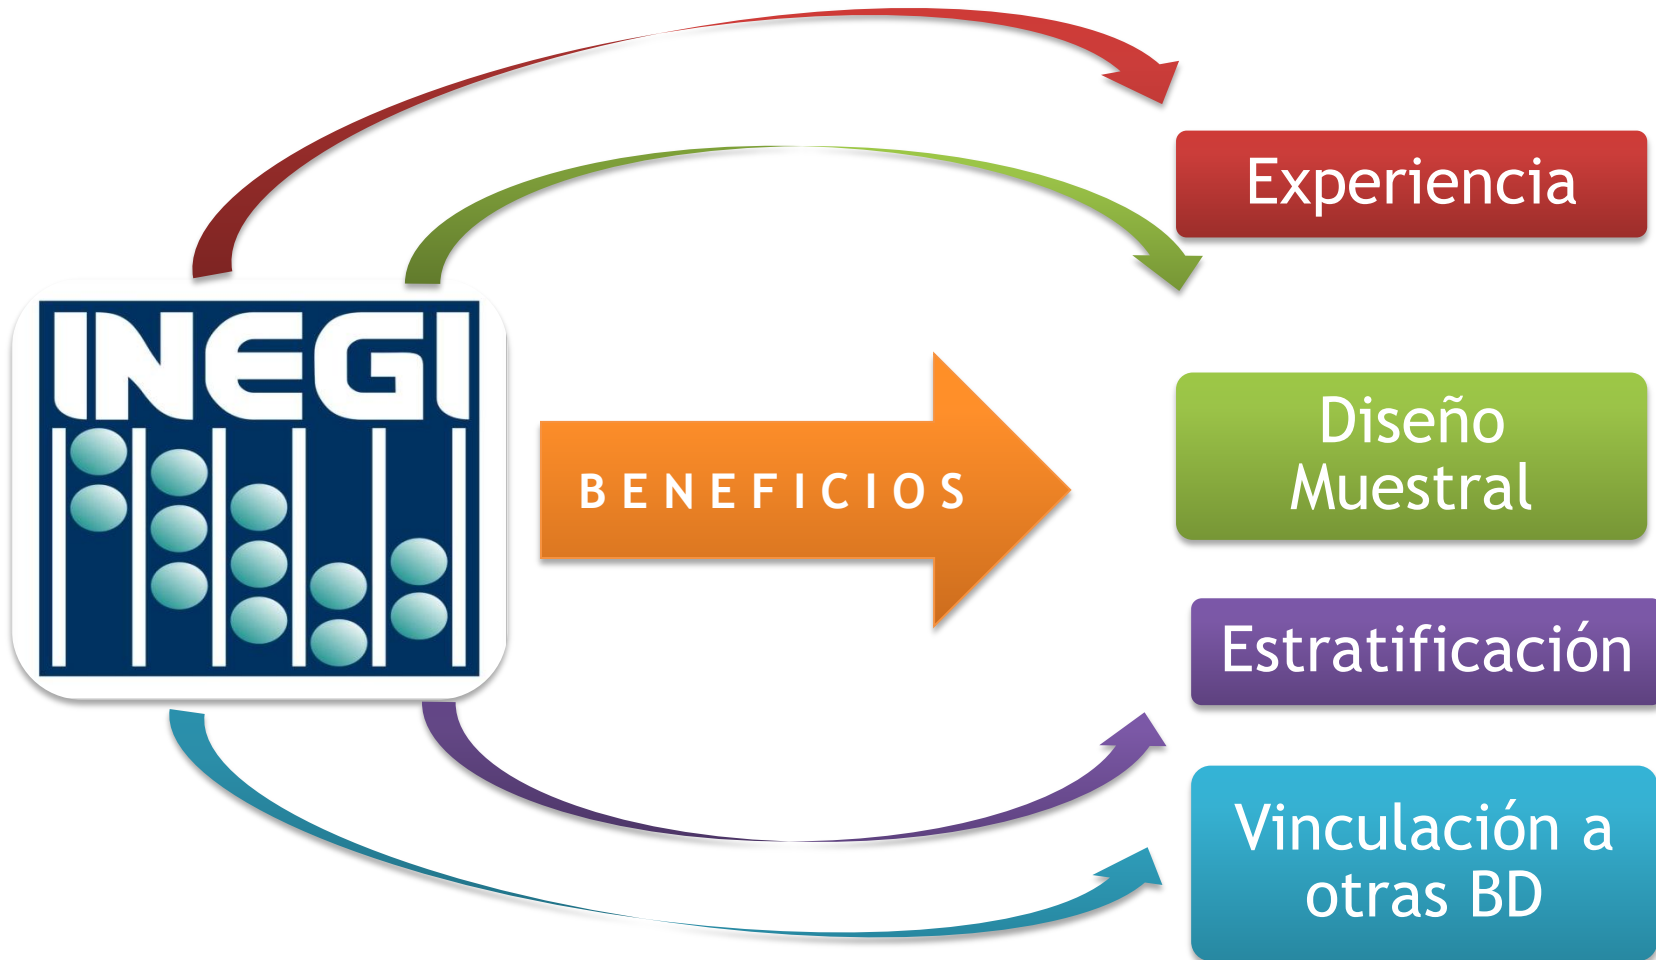 INEGI
BENEFICIOS
Experiencia
Diseño
Muestral
Estratificación
Vinculación a
otras BD